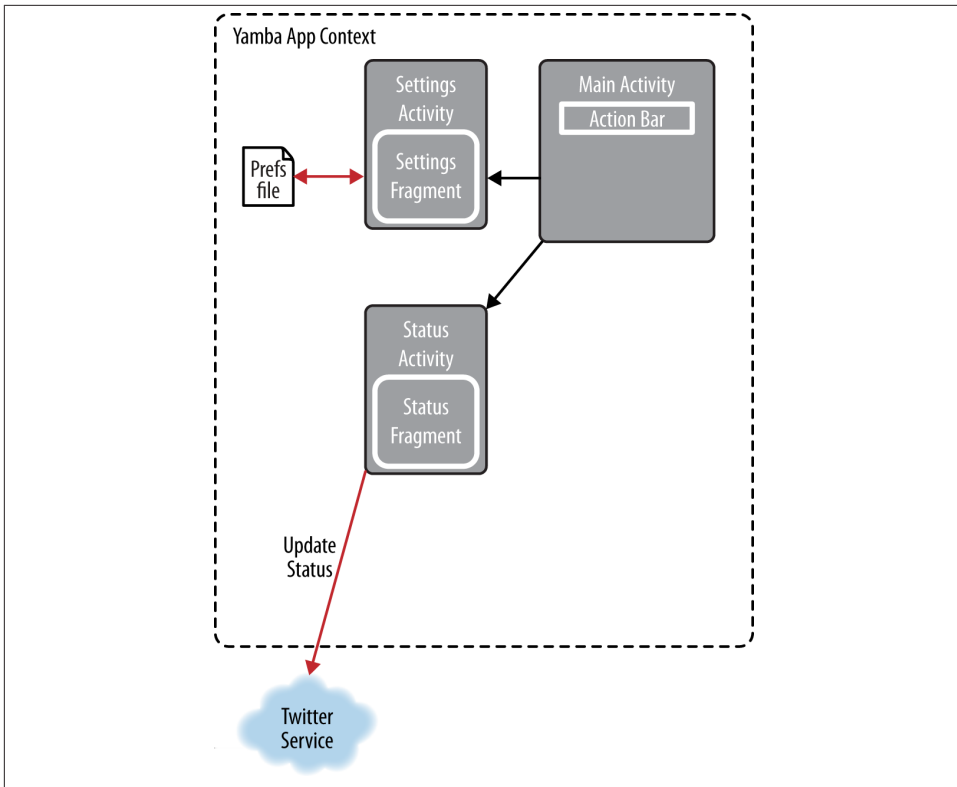 Yamba App Context
Settings
Activity
Settings
Fragment
Main Activity
Action Bar
Prefs
file
Status
Activity
Status
Fragment
Update
Status
Twitter
Service